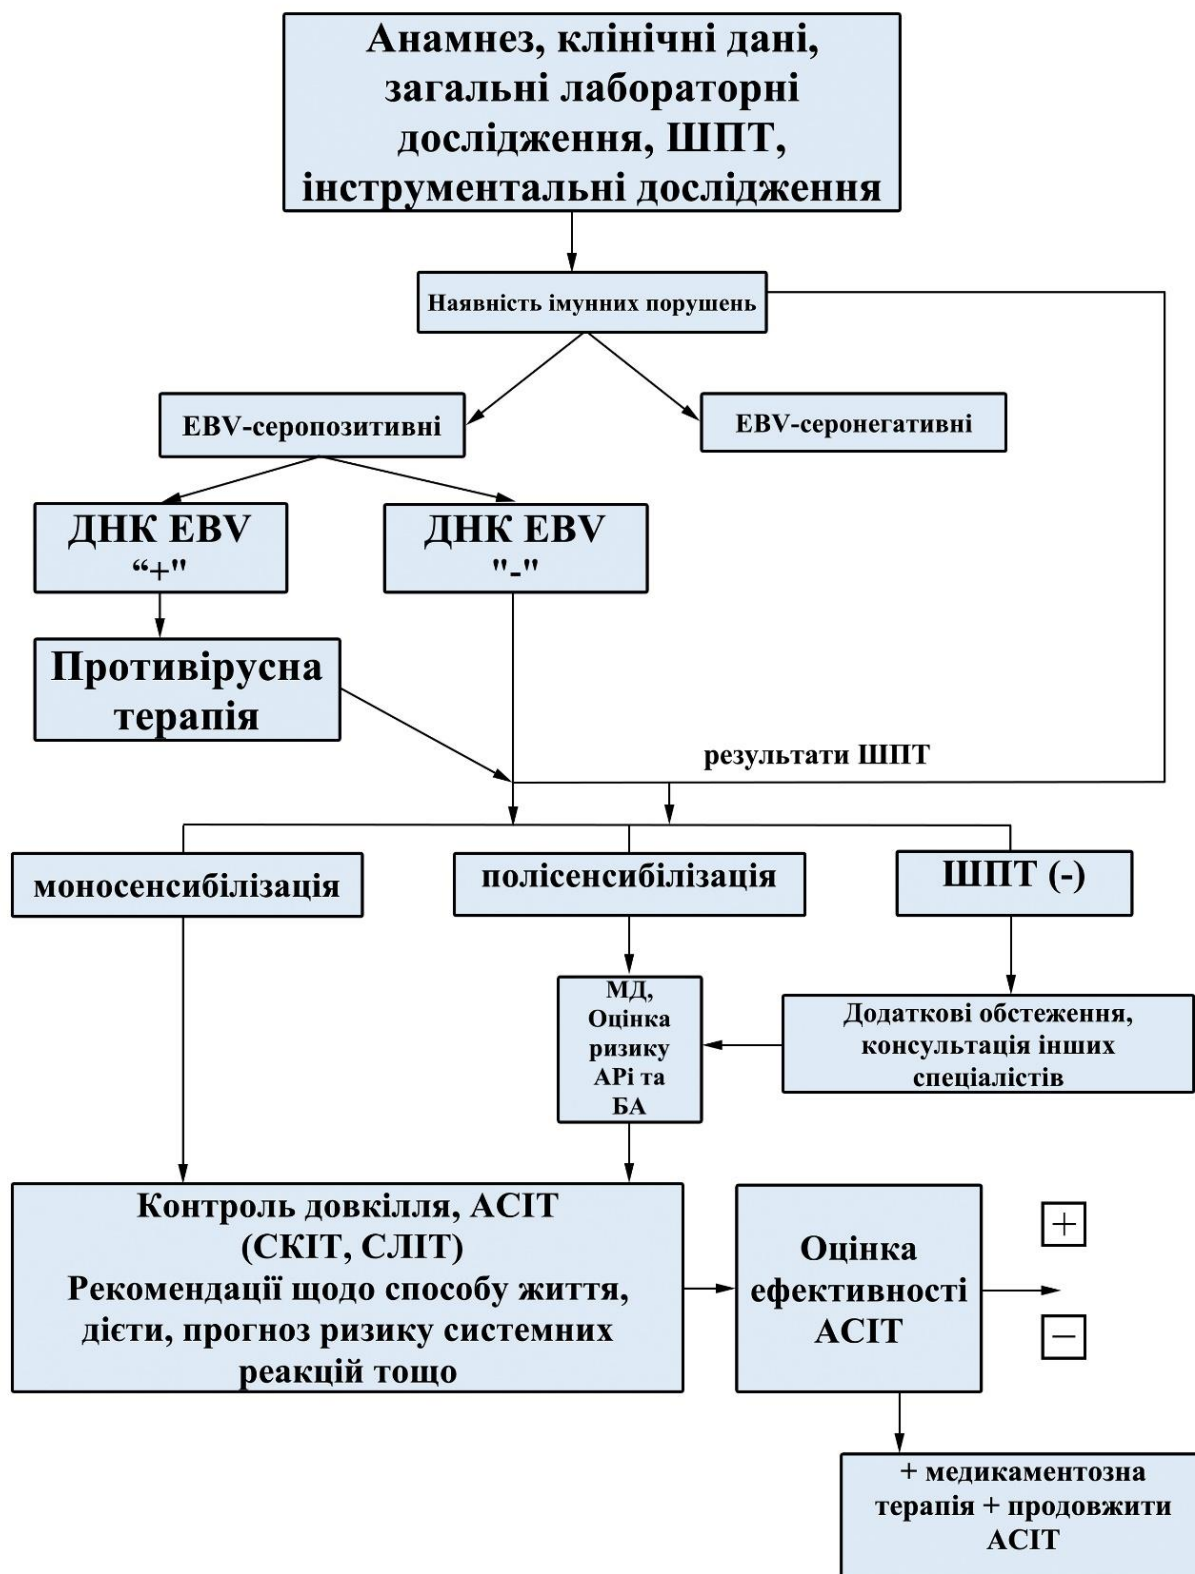 Анамнез, клінічні дані,
загальні лабораторні
дослідження, ШПТ,
інструментальні дослідження
Наявність імунних порушень
EBV-серопозитивні
EBV-серонегативні
ДНК EBV
“+"
ДНК EBV
"-"
Противірусна
терапія
результати ШПТ
моносенсибілізація
полісенсибілізація
ШПТ (-)
МД,
Оцінка
ризику
АРі та
БА
Додаткові обстеження,
консультація інших
спеціалістів
Контроль довкілля, АСІТ
(СКІТ, СЛІТ)
Рекомендації щодо способу життя,
дієти, прогноз ризику системних
реакцій тощо
Оцінка
ефективності
АСІТ
+
−
+ медикаментозна
терапія + продовжити
АСІТ